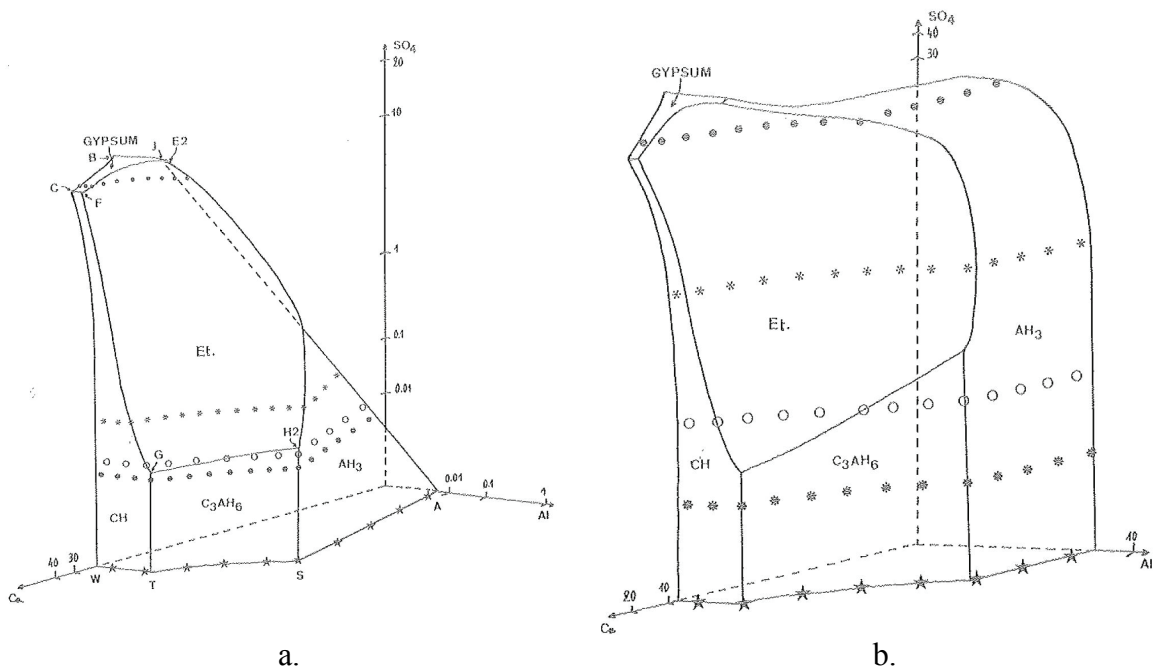 SO₄
20
10
1
0.1
0.01
GYPSUM
B
J
E2
C
F
Et.
G
H2
CH
C₃AH₆
AH₃
W
T
S
A
40
30
Ca
0.01
0.1
1
Al
a.
SO₄
40
30
GYPSUM
Et.
AH₃
CH
C₃AH₆
20
10
Ca
10
Al
b.